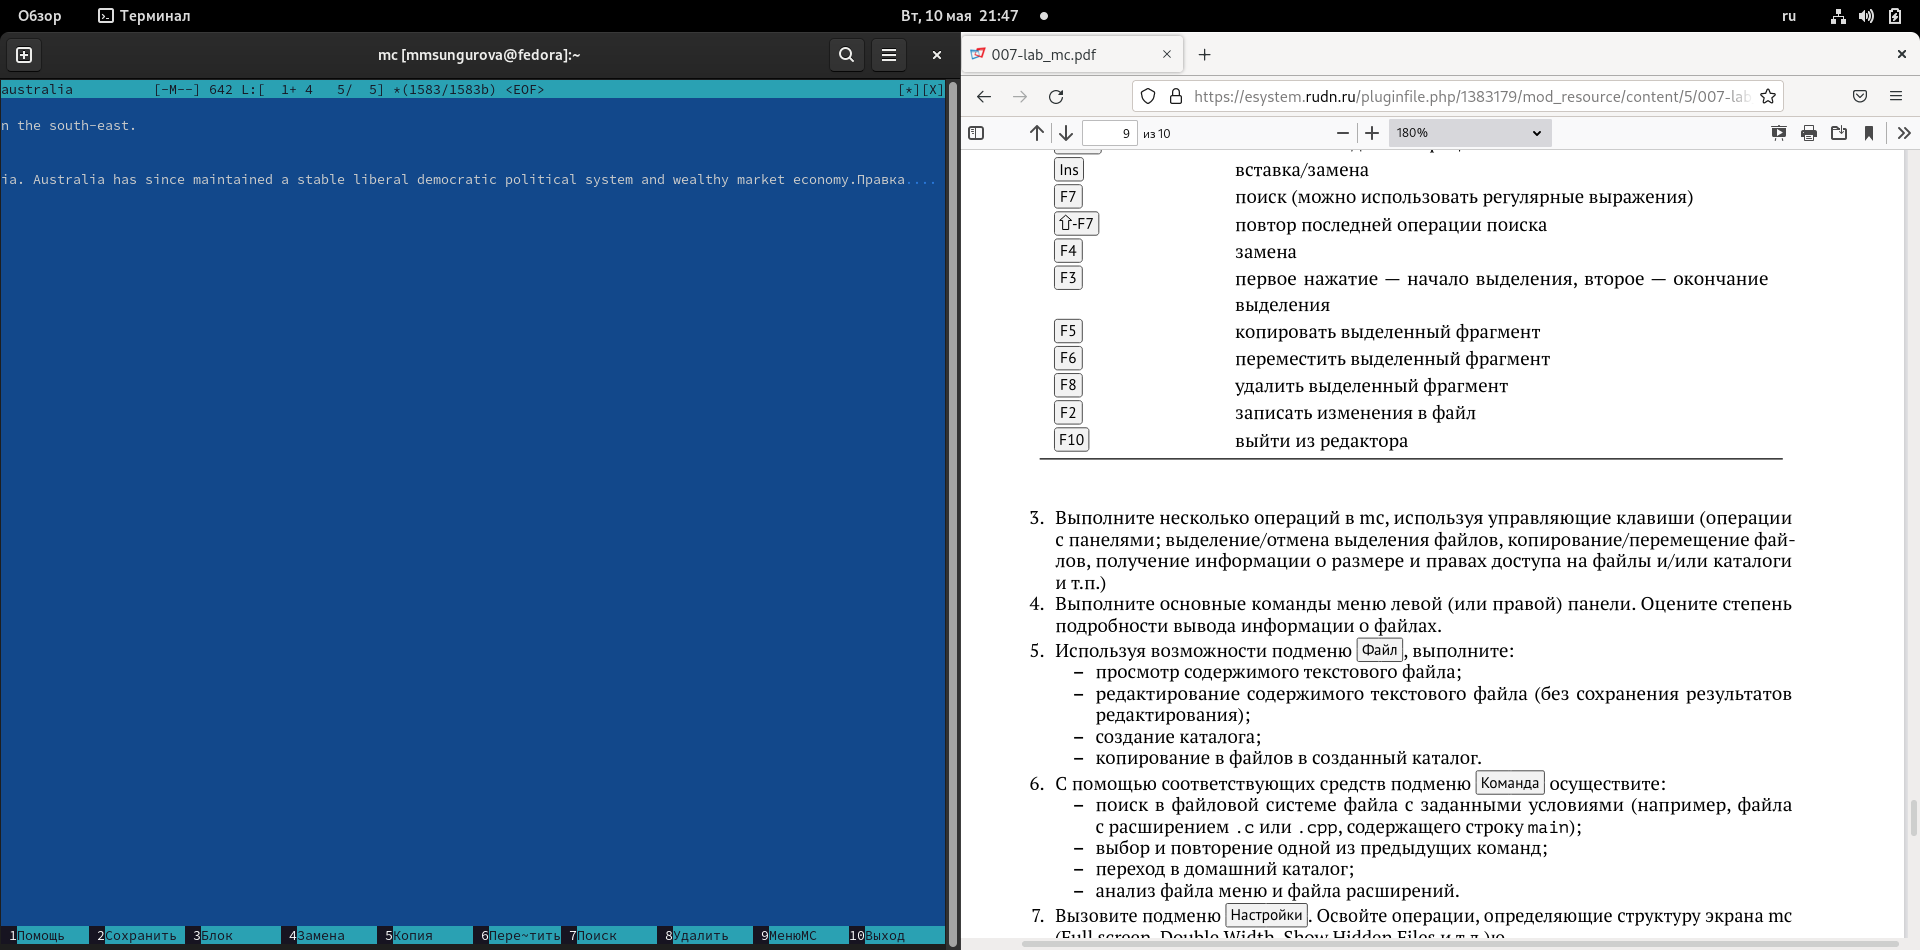 Обзор Терминал Вт, 10 мая 21:47 ru
mc [mmsungurova@fedora]:~
australia [-M--] 642 L:[ 1+ 4 5/ 5] *(1583/1583b) <EOF> [*][X]
n the south-east.
ia. Australia has since maintained a stable liberal democratic political system and wealthy market economy.Правка....
1Помощь 2Сохранить 3Блок 4Замена 5Копия 6Пере~тить 7Поиск 8Удалить 9МенюMC 10Выход
007-lab_mc.pdf
https://esystem.rudn.ru/pluginfile.php/1383179/mod_resource/content/5/007-lab
9 из 10 180%
Ins вставка/замена
F7 поиск (можно использовать регулярные выражения)
⇧-F7 повтор последней операции поиска
F4 замена
F3 первое нажатие — начало выделения, второе — окончание
выделения
F5 копировать выделенный фрагмент
F6 переместить выделенный фрагмент
F8 удалить выделенный фрагмент
F2 записать изменения в файл
F10 выйти из редактора
3. Выполните несколько операций в mc, используя управляющие клавиши (операции
с панелями; выделение/отмена выделения файлов, копирование/перемещение фай-
лов, получение информации о размере и правах доступа на файлы и/или каталоги
и т.п.)
4. Выполните основные команды меню левой (или правой) панели. Оцените степень
подробности вывода информации о файлах.
5. Используя возможности подменю Файл, выполните:
– просмотр содержимого текстового файла;
– редактирование содержимого текстового файла (без сохранения результатов
редактирования);
– создание каталога;
– копирование в файлов в созданный каталог.
6. С помощью соответствующих средств подменю Команда осуществите:
– поиск в файловой системе файла с заданными условиями (например, файла
с расширением .c или .cpp, содержащего строку main);
– выбор и повторение одной из предыдущих команд;
– переход в домашний каталог;
– анализ файла меню и файла расширений.
7. Вызовите подменю Настройки. Освойте операции, определяющие структуру экрана mc
(Full screen, Double Width, Show Hidden Files и т.д.)ю